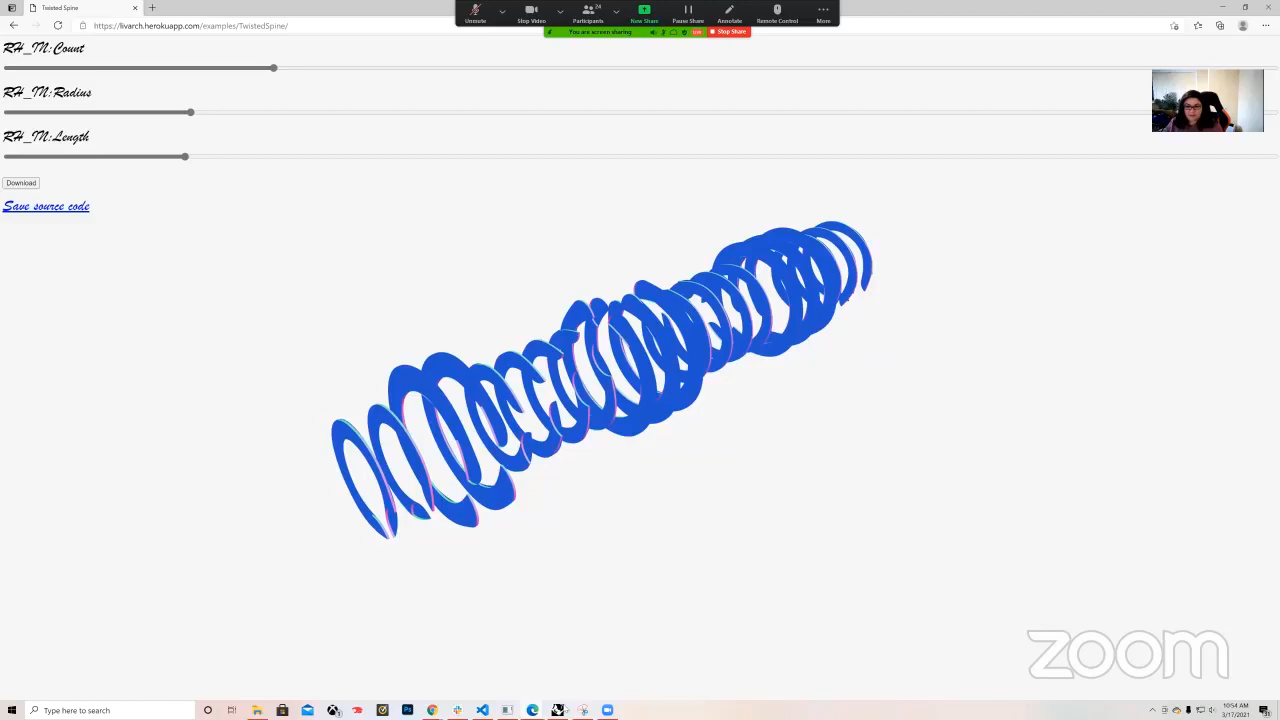 Twisted Spine
https://livarch.herokuapp.com/examples/TwistedSpine/
24
Unmute
Stop Video
Participants
New Share
Pause Share
Annotate
Remote Control
More
You are screen sharing
Stop Share
RH_IN:Count
RH_IN:Radius
RH_IN:Length
Download
Save source code
zoom
Type here to search
10:54 AM
3/17/2021